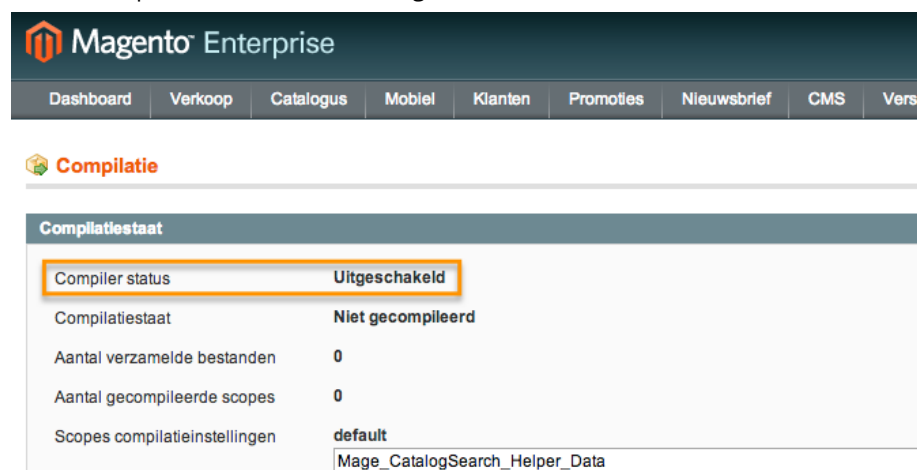 Magento Enterprise
Dashboard Verkoop Catalogus Mobiel Klanten Promoties Nieuwsbrief CMS Vers
Compilatie
Compilatiestaat
Compiler status Uitgeschakeld
Compilatiestaat Niet gecompileerd
Aantal verzamelde bestanden 0
Aantal gecompileerde scopes 0
Scopes compilatieinstellingen default
Mage_CatalogSearch_Helper_Data